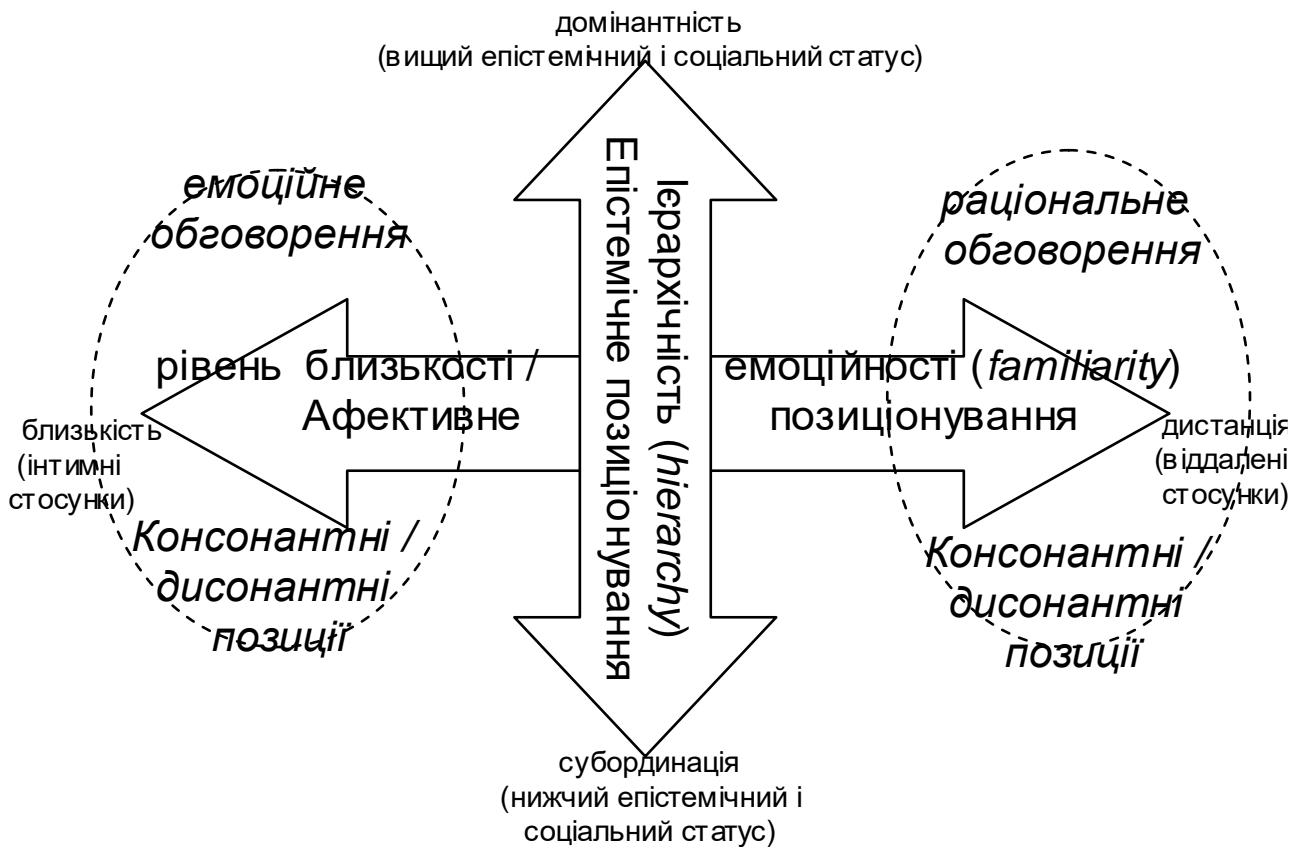 домінантність
(вищий епістемічний і соціальний статус)
емоційне
обговорення
раціональне
обговорення
Ієрархічність (hierarchy)
Епістемічне позиціонування
рівень близькості /
Афективне
емоційності (familiarity)
позиціонування
близькість
(інтимні
стосунки)
дистанція
(віддалені
стосунки)
Консонантні /
дисонантні
позиції
Консонантні /
дисонантні
позиції
субординація
(нижчий епістемічний і
соціальний статус)